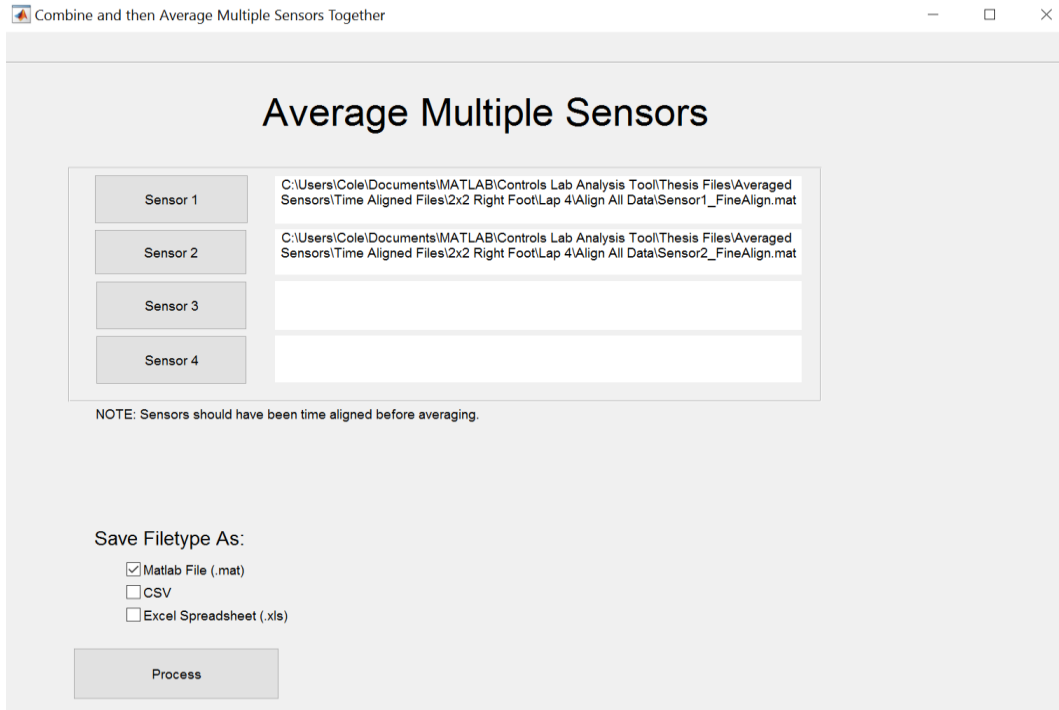 Combine and then Average Multiple Sensors Together
Average Multiple Sensors
Sensor 1
C:\Users\Cole\Documents\MATLAB\Controls Lab Analysis Tool\Thesis Files\Averaged
Sensors\Time Aligned Files\2x2 Right Foot\Lap 4\Align All Data\Sensor1_FineAlign.mat
Sensor 2
C:\Users\Cole\Documents\MATLAB\Controls Lab Analysis Tool\Thesis Files\Averaged
Sensors\Time Aligned Files\2x2 Right Foot\Lap 4\Align All Data\Sensor2_FineAlign.mat
Sensor 3
Sensor 4
NOTE: Sensors should have been time aligned before averaging.
Save Filetype As:
Matlab File (.mat)
CSV
Excel Spreadsheet (.xls)
Process